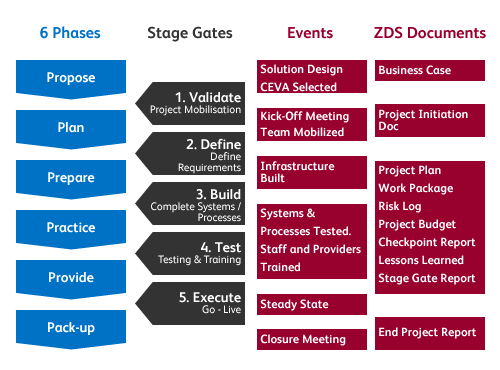 6 Phases
Stage Gates
Events
ZDS Documents
Propose
Plan
Prepare
Practice
Provide
Pack-up
1. Validate
Project Mobilisation
2. Define
Define
Requirements
3. Build
Complete Systems /
Processes
4. Test
Testing & Training
5. Execute
Go - Live
Solution Design
CEVA Selected
Kick-Off Meeting
Team Mobilized
Infrastructure
Built
Systems &
Processes Tested.
Staff and Providers
Trained
Steady State
Closure Meeting
Business Case
Project Initiation
Doc
Project Plan
Work Package
Risk Log
Project Budget
Checkpoint Report
Lessons Learned
Stage Gate Report
End Project Report